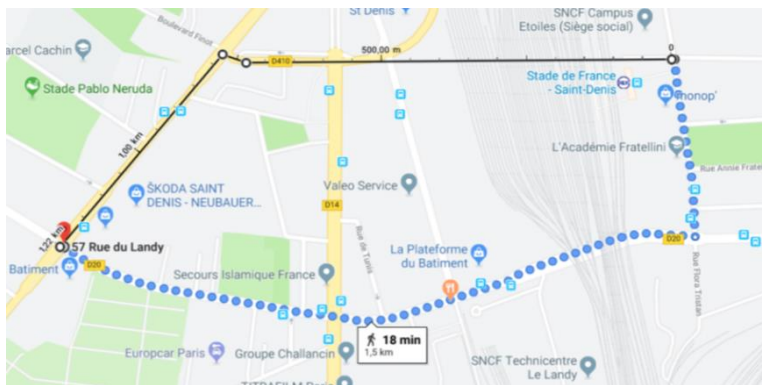 St Denis
SNCF Campus
Etoiles (Siège social)
Boulevard Finot
arcel Cachin
D410
500,00 m
0
Stade Pablo Neruda
Stade de France
- Saint-Denis
RER
monop'
1,00 km
L'Académie Fratellini
Rue Annie Fratel
ŠKODA SAINT
DENIS - NEUBAUER...
Valeo Service
D14
1,22 km
57 Rue du Landy
Rue de Tunis
La Plateforme
du Batiment
D20
Batiment
D20
Secours Islamique France
Rue Flora Tristan
18 min
1,5 km
Europcar Paris
Groupe Challancin
SNCF Technicentre
Le Landy